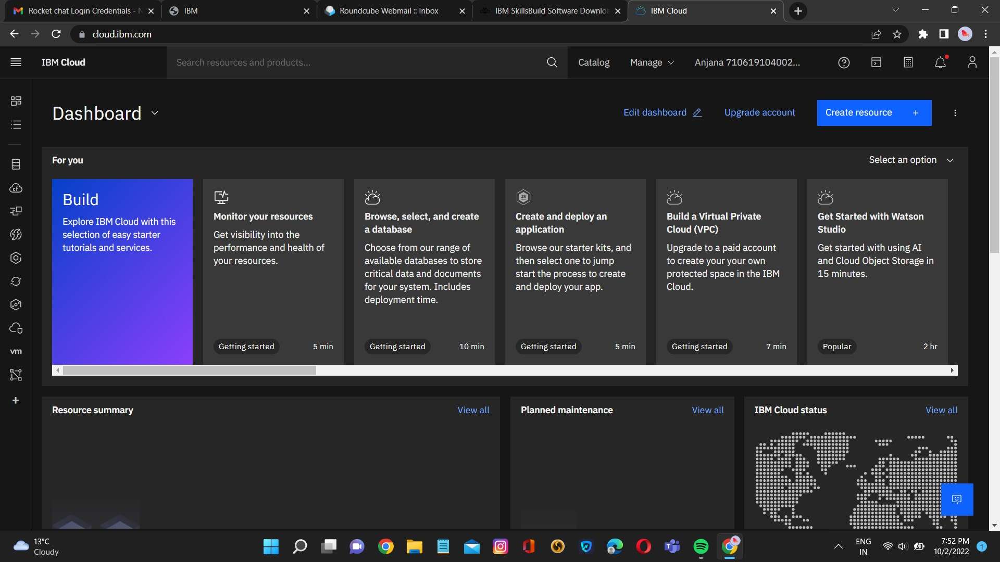 Rocket chat Login Credentials -
IBM
Roundcube Webmail :: Inbox
IBM SkillsBuild Software Downloa
IBM Cloud
cloud.ibm.com
IBM Cloud
Search resources and products...
Catalog
Manage
Anjana 710619104002...
Dashboard
Edit dashboard
Upgrade account
Create resource +
For you
Select an option
Build
Explore IBM Cloud with this
selection of easy starter
tutorials and services.
Monitor your resources
Get visibility into the
performance and health of
your resources.
Getting started 5 min
Browse, select, and create
a database
Choose from our range of
available databases to store
critical data and documents
for your system. Includes
deployment time.
Getting started 10 min
JS
Create and deploy an
application
Browse our starter kits, and
then select one to jump
start the process to create
and deploy your app.
Getting started 5 min
Build a Virtual Private
Cloud (VPC)
Upgrade to a paid account
to create your your own
protected space in the IBM
Cloud.
Getting started 7 min
Get Started with Watson
Studio
Get started with using AI
and Cloud Object Storage in
15 minutes.
Popular 2 hr
cf
vm
Resource summary
View all
Planned maintenance
View all
IBM Cloud status
View all
13°C
Cloudy
ENG
IN
7:52 PM
10/2/2022
1